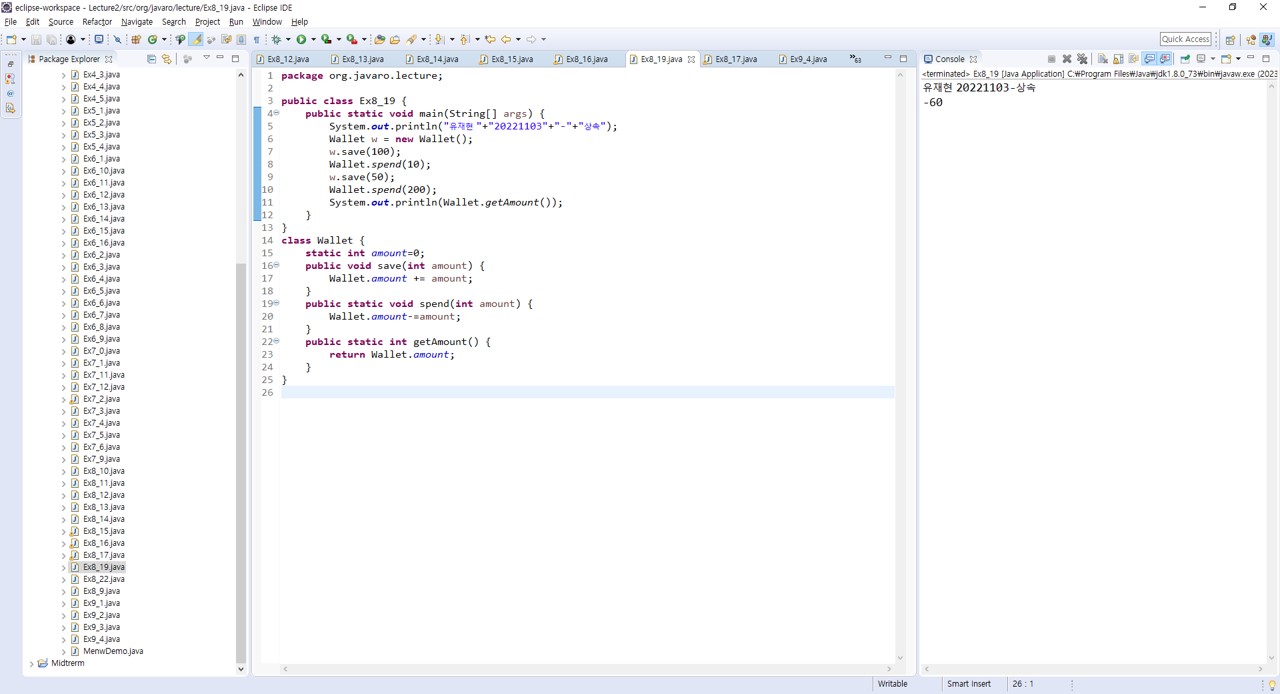 eclipse-workspace - Lecture2/src/org/javaro/lecture/Ex8_19.java - Eclipse IDE
File Edit Source Refactor Navigate Search Project Run Window Help
Quick Access
Package Explorer
Ex4_3.java
Ex4_4.java
Ex4_5.java
Ex5_1.java
Ex5_2.java
Ex5_3.java
Ex5_4.java
Ex6_1.java
Ex6_10.java
Ex6_11.java
Ex6_12.java
Ex6_13.java
Ex6_14.java
Ex6_15.java
Ex6_16.java
Ex6_2.java
Ex6_3.java
Ex6_4.java
Ex6_5.java
Ex6_6.java
Ex6_7.java
Ex6_8.java
Ex6_9.java
Ex7_0.java
Ex7_1.java
Ex7_11.java
Ex7_12.java
Ex7_2.java
Ex7_3.java
Ex7_4.java
Ex7_5.java
Ex7_6.java
Ex7_9.java
Ex8_10.java
Ex8_11.java
Ex8_12.java
Ex8_13.java
Ex8_14.java
Ex8_15.java
Ex8_16.java
Ex8_17.java
Ex8_19.java
Ex8_22.java
Ex8_9.java
Ex9_1.java
Ex9_2.java
Ex9_3.java
Ex9_4.java
MenwDemo.java
Midtrerm
Ex8_12.java Ex8_13.java Ex8_14.java Ex8_15.java Ex8_16.java Ex8_19.java Ex8_17.java Ex9_4.java »63
1 package org.javaro.lecture;
2
3 public class Ex8_19 {
4 public static void main(String[] args) {
5 System.out.println("유재현 "+"20221103"+"-"+"상속");
6 Wallet w = new Wallet();
7 w.save(100);
8 Wallet.spend(10);
9 w.save(50);
10 Wallet.spend(200);
11 System.out.println(Wallet.getAmount());
12 }
13 }
14 class Wallet {
15 static int amount=0;
16 public void save(int amount) {
17 Wallet.amount += amount;
18 }
19 public static void spend(int amount) {
20 Wallet.amount-=amount;
21 }
22 public static int getAmount() {
23 return Wallet.amount;
24 }
25 }
26
Console
<terminated> Ex8_19 [Java Application] C:₩Program Files₩Java₩jdk1.8.0_73₩bin₩javaw.exe (2023
유재현 20221103-상속
-60
Writable Smart Insert 26 : 1